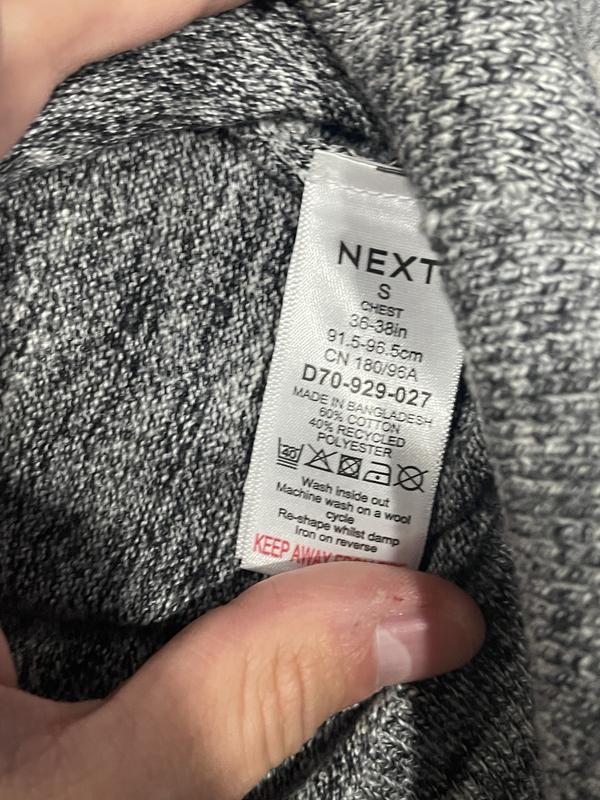 NEXT
S
CHEST
36-38in
91.5-96.5cm
CN 180/96A
D70-929-027
MADE IN BANGLADESH
60% COTTON
40% RECYCLED
POLYESTER
40
Wash inside out
Machine wash on a wool
cycle
Re-shape whilst damp
Iron on reverse
KEEP AWAY